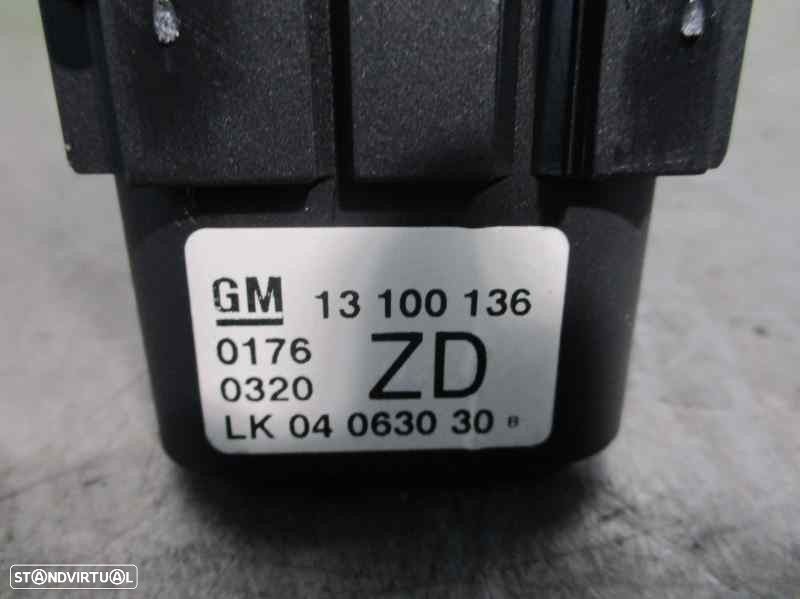 GM 13 100 136
0176 ZD
0320
LK 04 0630 30 B
STANDVIRTUAL